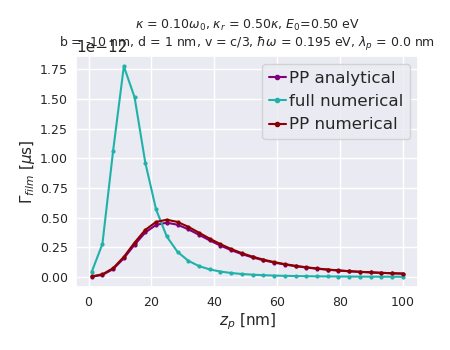 κ = 0.10ω₀, κᵣ = 0.50κ, E₀=0.50 eV
b = -10 nm, d = 1 nm, v = c/3, ħω = 0.195 eV, λₚ = 0.0 nm
1e−12
PP analytical
full numerical
PP numerical
1.75
1.50
1.25
1.00
0.75
0.50
0.25
0.00
Γ_film [μs]
0 20 40 60 80 100
zₚ [nm]